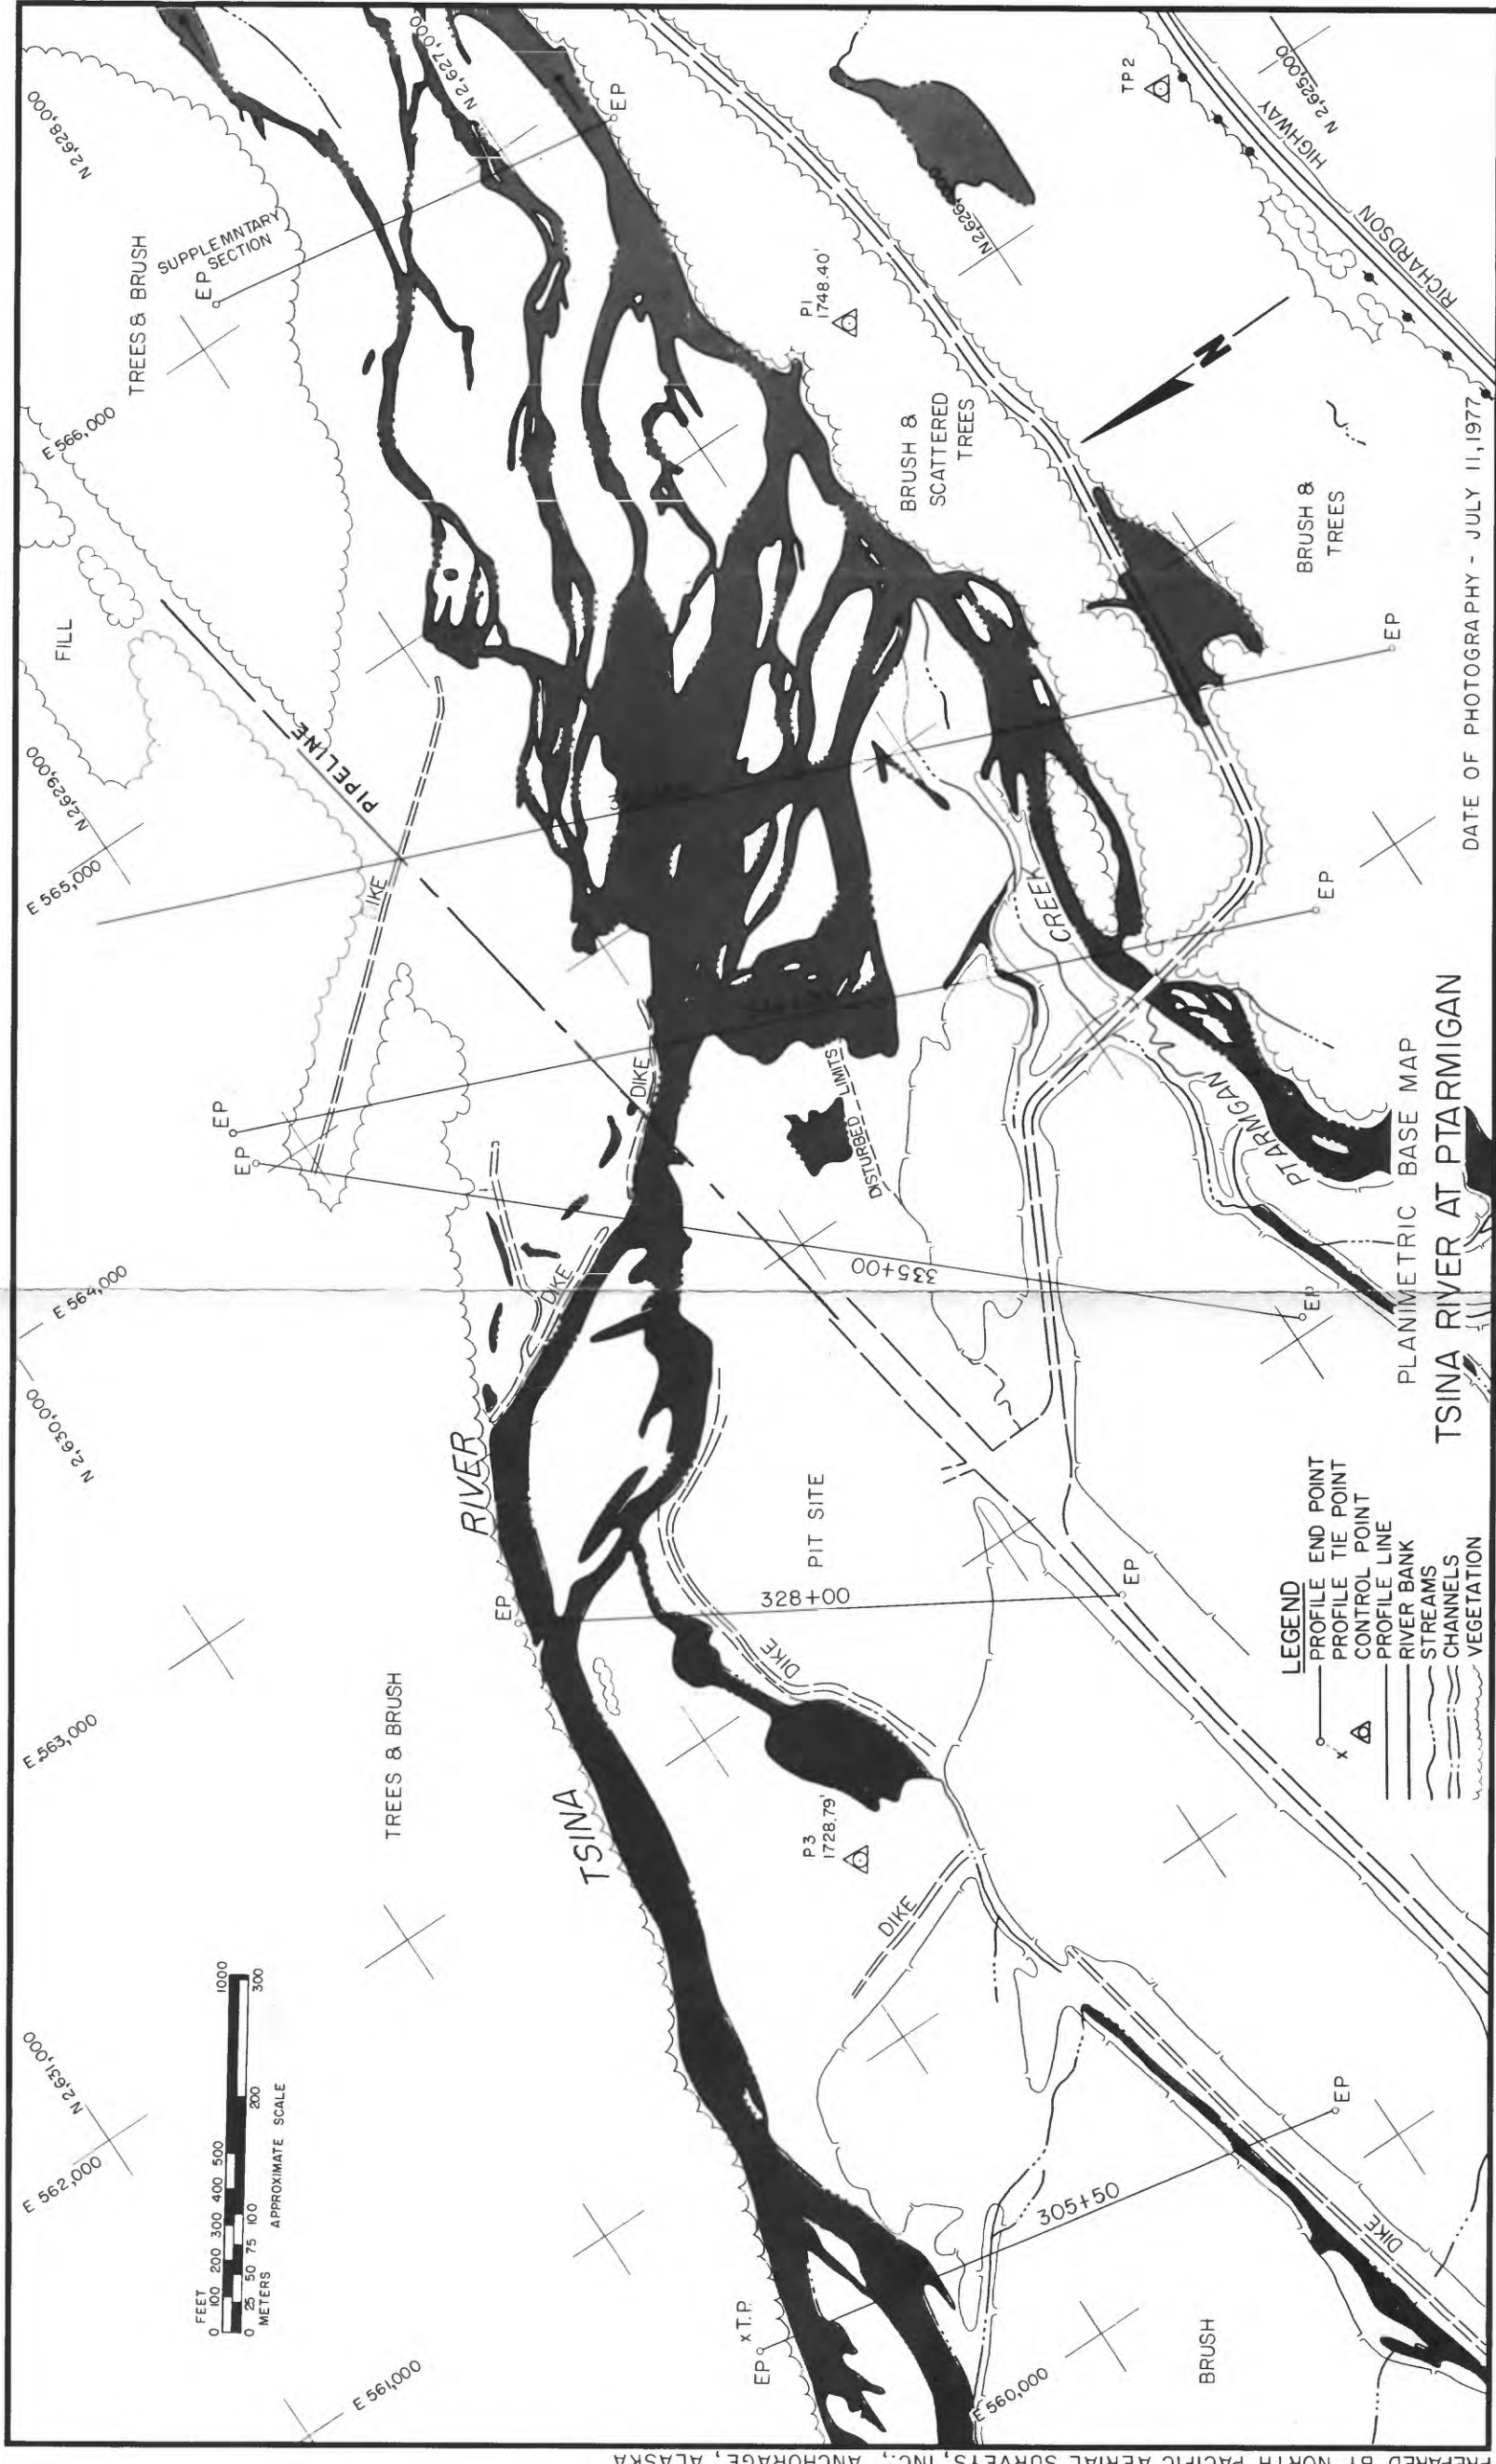 PLANIMETRIC BASE MAP
TSINA RIVER AT PTARMIGAN
DATE OF PHOTOGRAPHY - JULY 11, 1977
PREPARED BY NORTH PACIFIC AERIAL SURVEYS, INC., ANCHORAGE, ALASKA
LEGEND
PROFILE END POINT
x PROFILE TIE POINT
CONTROL POINT
PROFILE LINE
RIVER BANK
STREAMS
CHANNELS
VEGETATION
FEET
0 100 200 300 400 500 1000
0 25 50 75 100 200 300
METERS
APPROXIMATE SCALE
N 2,631,000
E 562,000
E 561,000
E 560,000
E 563,000
N 2,630,000
E 564,000
E 565,000
N 2,629,000
E 566,000
N 2,628,000
N 2,627,000
N 2,626,000
N 2,625,000
TREES & BRUSH
TSINA
RIVER
EP
x T.P.
305+50
EP
BRUSH
DIKE
DIKE
P3
1728.79'
DIKE
EP
328+00
EP
PIT SITE
DIKE
EP
335+00
EP
EP
DIKE
DISTURBED - LIMITS
EP
IKE
PIPELINE
FILL
TREES & BRUSH
EP
SUPPLEMNTARY
SECTION
EP
PTARMIGAN
CREEK
EP
BRUSH &
SCATTERED
TREES
P1
1748.40'
BRUSH &
TREES
TP2
RICHARDSON
HIGHWAY